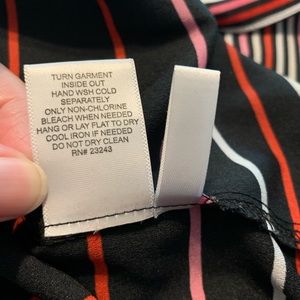 TURN GARMENT
INSIDE OUT
HAND WSH COLD
SEPARATELY
ONLY NON-CHLORINE
BLEACH WHEN NEEDED
HANG OR LAY FLAT TO DRY
COOL IRON IF NEEDED
DO NOT DRY CLEAN
RN# 23243